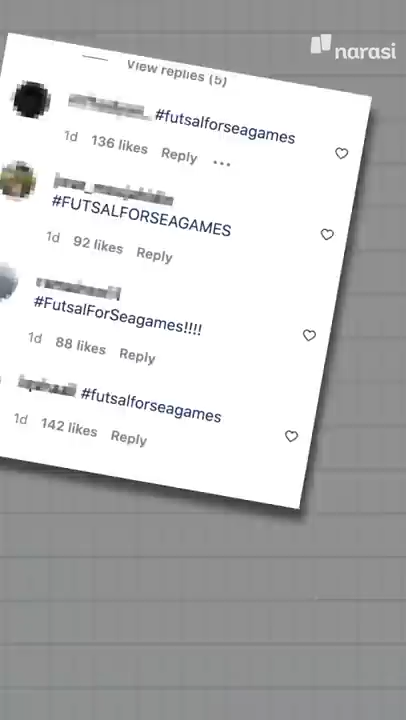 narasi
View replies (5)
#futsalforseagames
1d 136 likes Reply ...
#FUTSALFORSEAGAMES
1d 92 likes Reply
#FutsalForSeagames!!!!
1d 88 likes Reply
#futsalforseagames
1d 142 likes Reply